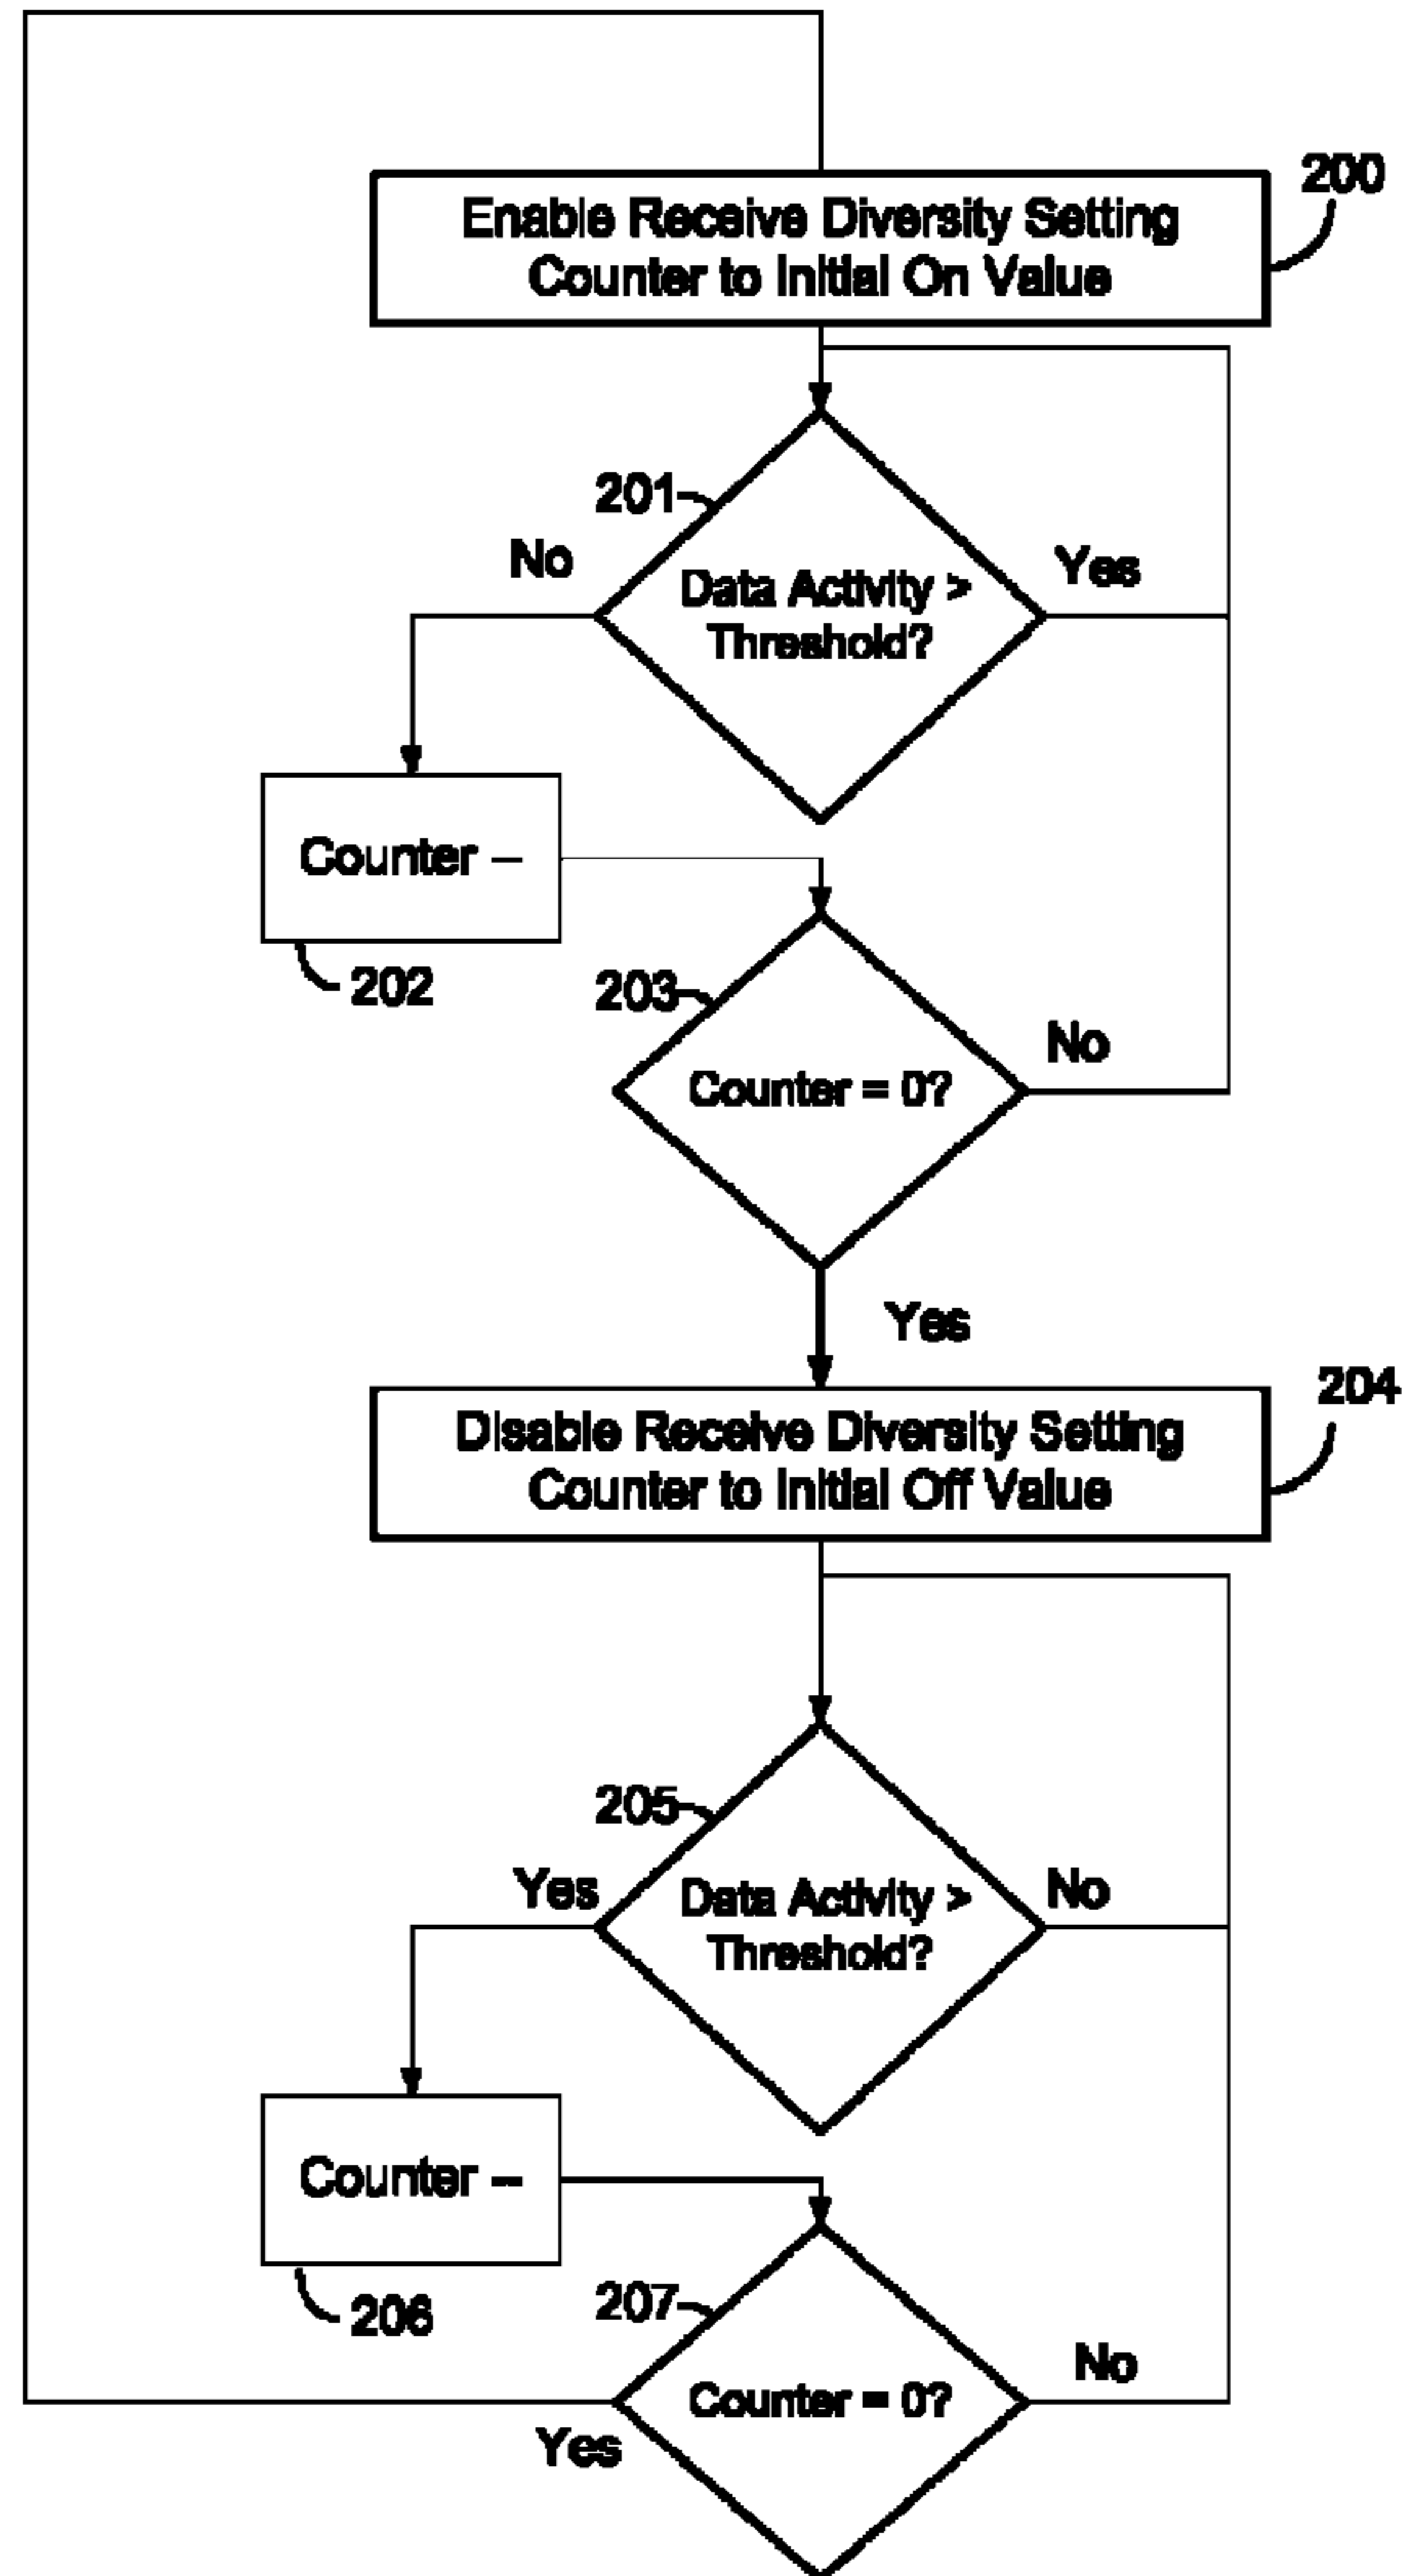 200
Enable Receive Diversity Setting
Counter to Initial On Value
201
No
Yes
Data Activity >
Threshold?
Counter –
202
203
No
Counter = 0?
Yes
204
Disable Receive Diversity Setting
Counter to Initial Off Value
205
Yes
No
Data Activity >
Threshold?
Counter --
206
207
No
Counter = 0?
Yes